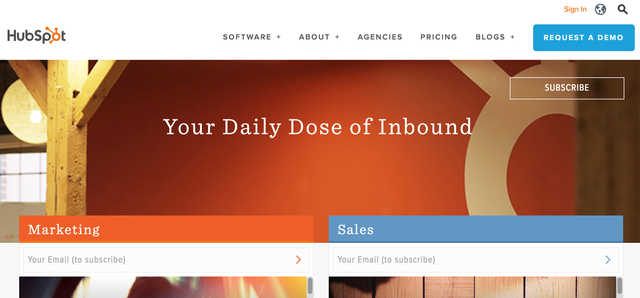 Sign In
HubSpot
SOFTWARE +
ABOUT +
AGENCIES
PRICING
BLOGS +
REQUEST A DEMO
SUBSCRIBE
Your Daily Dose of Inbound
Marketing
Your Email (to subscribe)
Sales
Your Email (to subscribe)